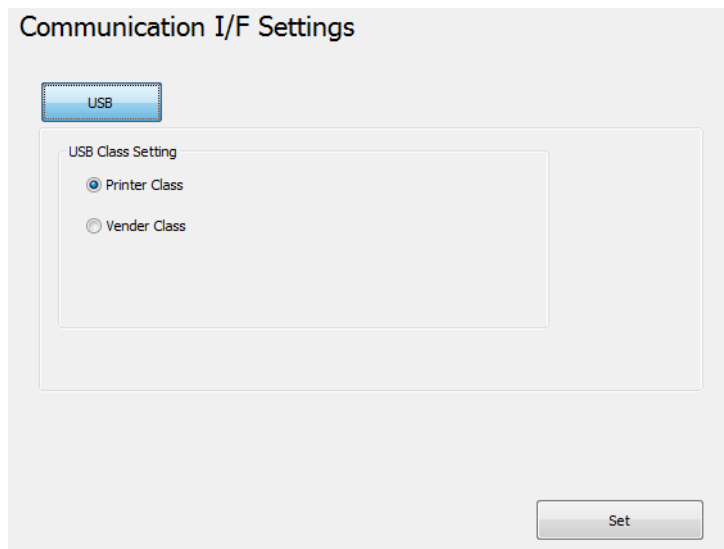 Communication I/F Settings
USB
USB Class Setting
Printer Class
Vender Class
Set